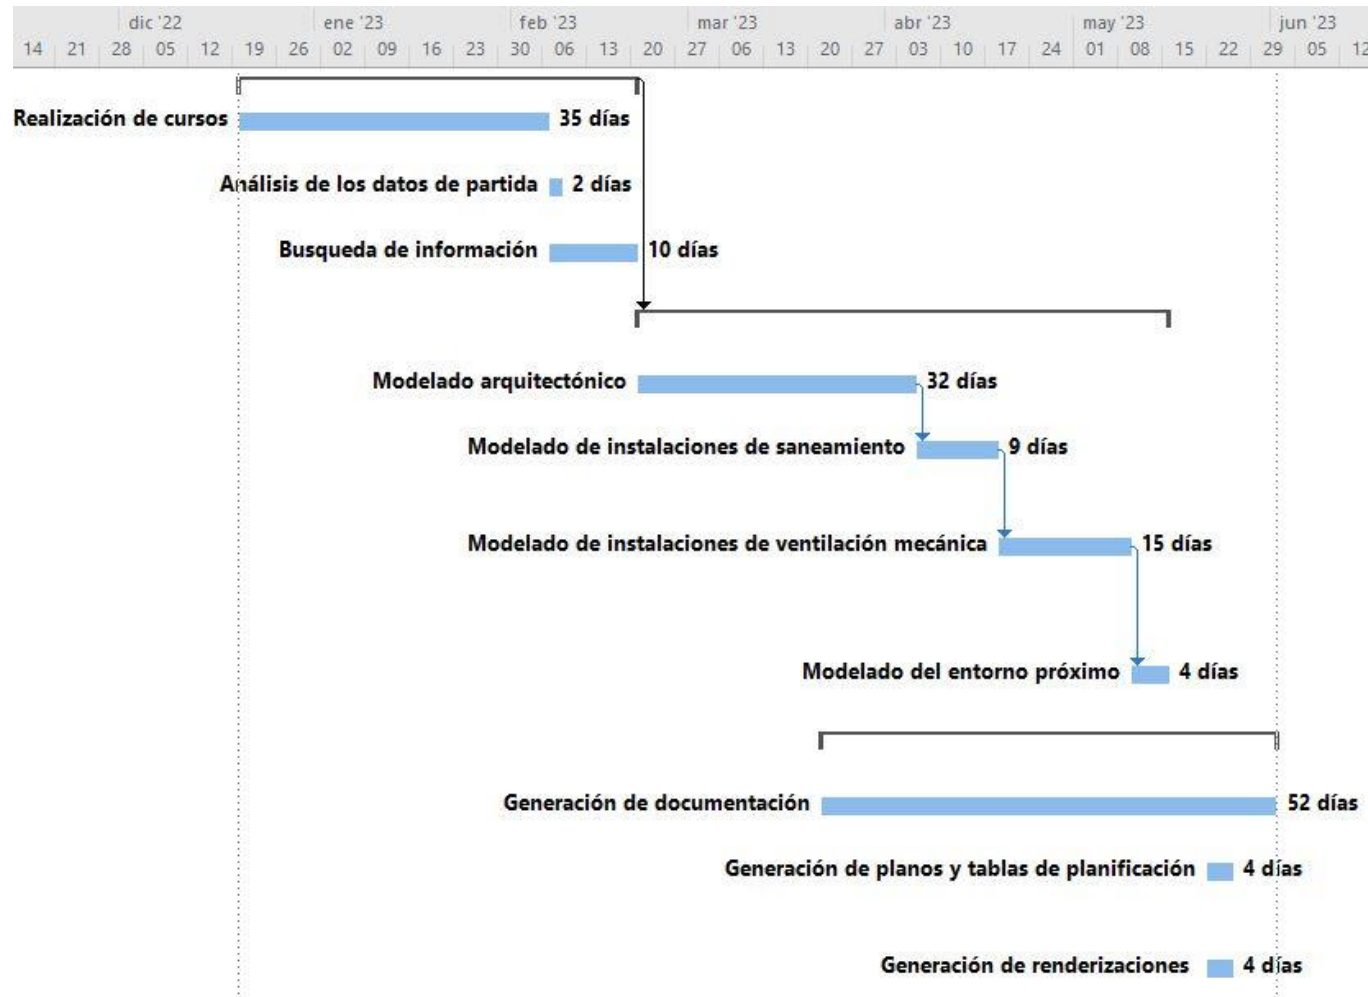 dic '22 ene '23 feb '23 mar '23 abr '23 may '23 jun '23
14 21 28 05 12 19 26 02 09 16 23 30 06 13 20 27 06 13 20 27 03 10 17 24 01 08 15 22 29 05 12
Realización de cursos 35 días
Análisis de los datos de partida 2 días
Busqueda de información 10 días
Modelado arquitectónico 32 días
Modelado de instalaciones de saneamiento 9 días
Modelado de instalaciones de ventilación mecánica 15 días
Modelado del entorno próximo 4 días
Generación de documentación 52 días
Generación de planos y tablas de planificación 4 días
Generación de renderizaciones 4 días